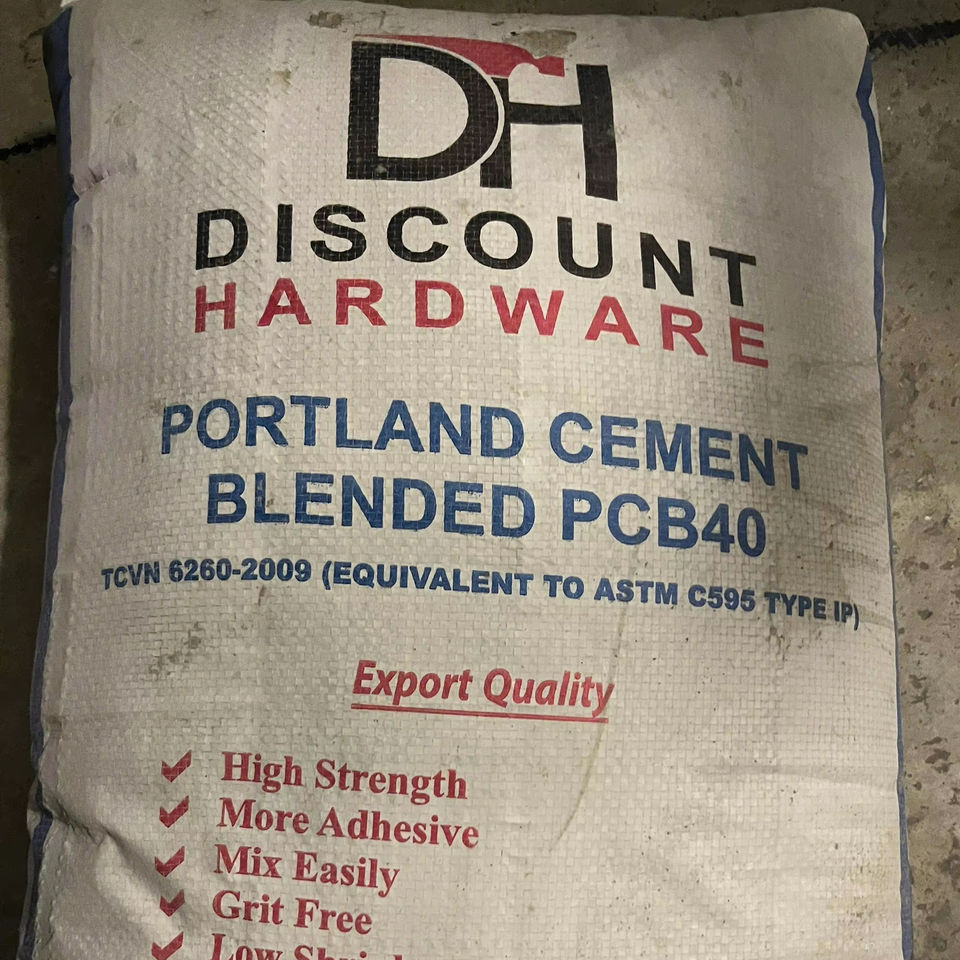 DH
DISCOUNT
HARDWARE
PORTLAND CEMENT
BLENDED PCB40
TCVN 6260-2009 (EQUIVALENT TO ASTM C595 TYPE IP)
Export Quality
High Strength
More Adhesive
Mix Easily
Grit Free
Low